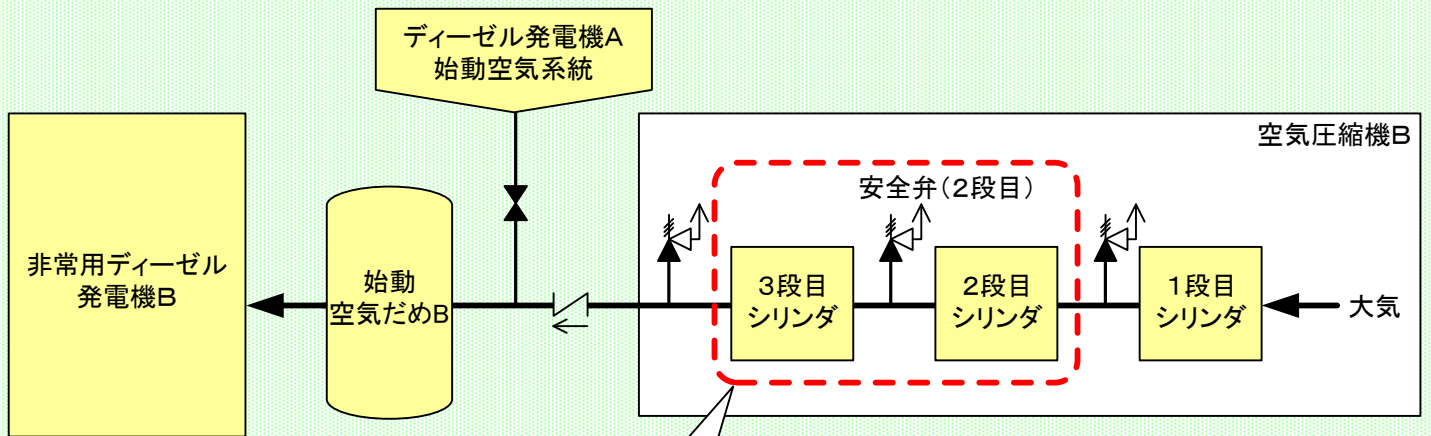 ディーゼル発電機A
始動空気系統
空気圧縮機B
安全弁(2段目)
非常用ディーゼル
発電機B
始動
空気だめB
3段目
シリンダ
2段目
シリンダ
1段目
シリンダ
大気